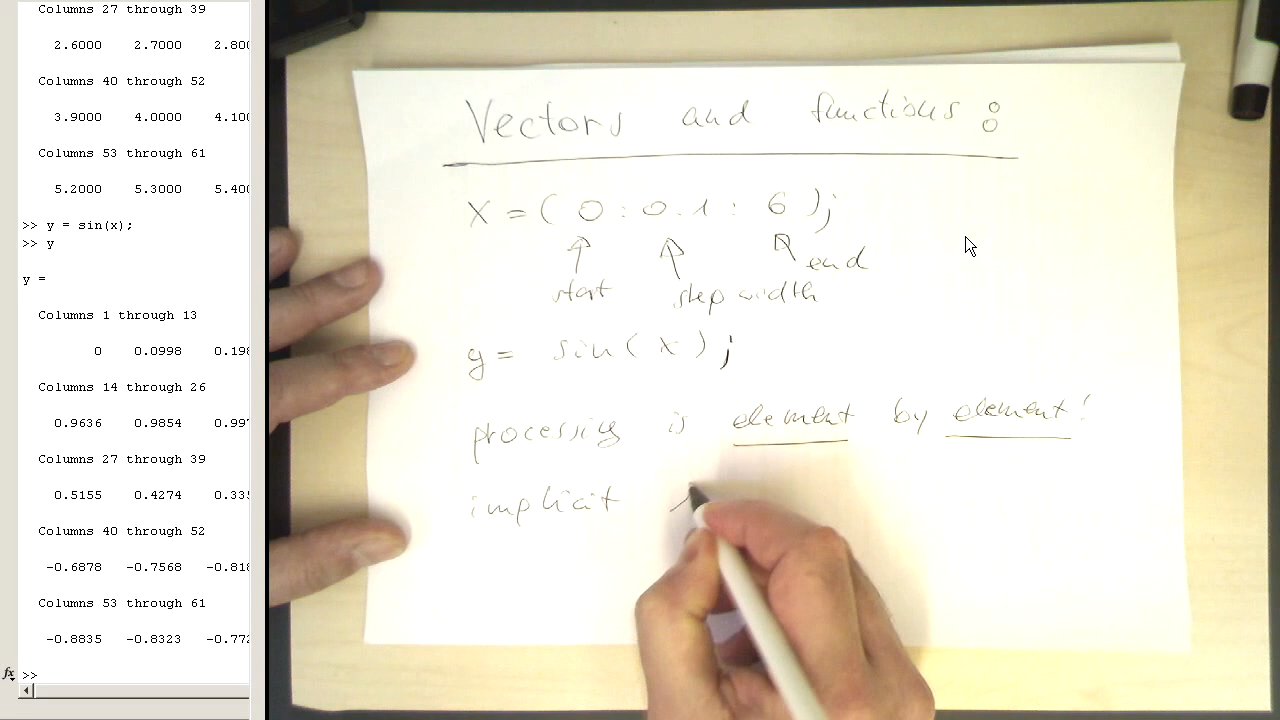 Columns 27 through 39
2.6000 2.7000
Columns 40 through 52
3.9000 4.0000
Columns 53 through 61
5.2000 5.3000
>> y = sin(x);
>> y
y =
Columns 1 through 13
0 0.0998
Columns 14 through 26
0.9636 0.9854
Columns 27 through 39
0.5155 0.4274
Columns 40 through 52
-0.6878 -0.7568
Columns 53 through 61
-0.8835 -0.8323
fx >>
Vectors and functions:
x = ( 0 : 0.1 : 6 );
end
start step width
y = sin( x );
processing is element by element!
implicit